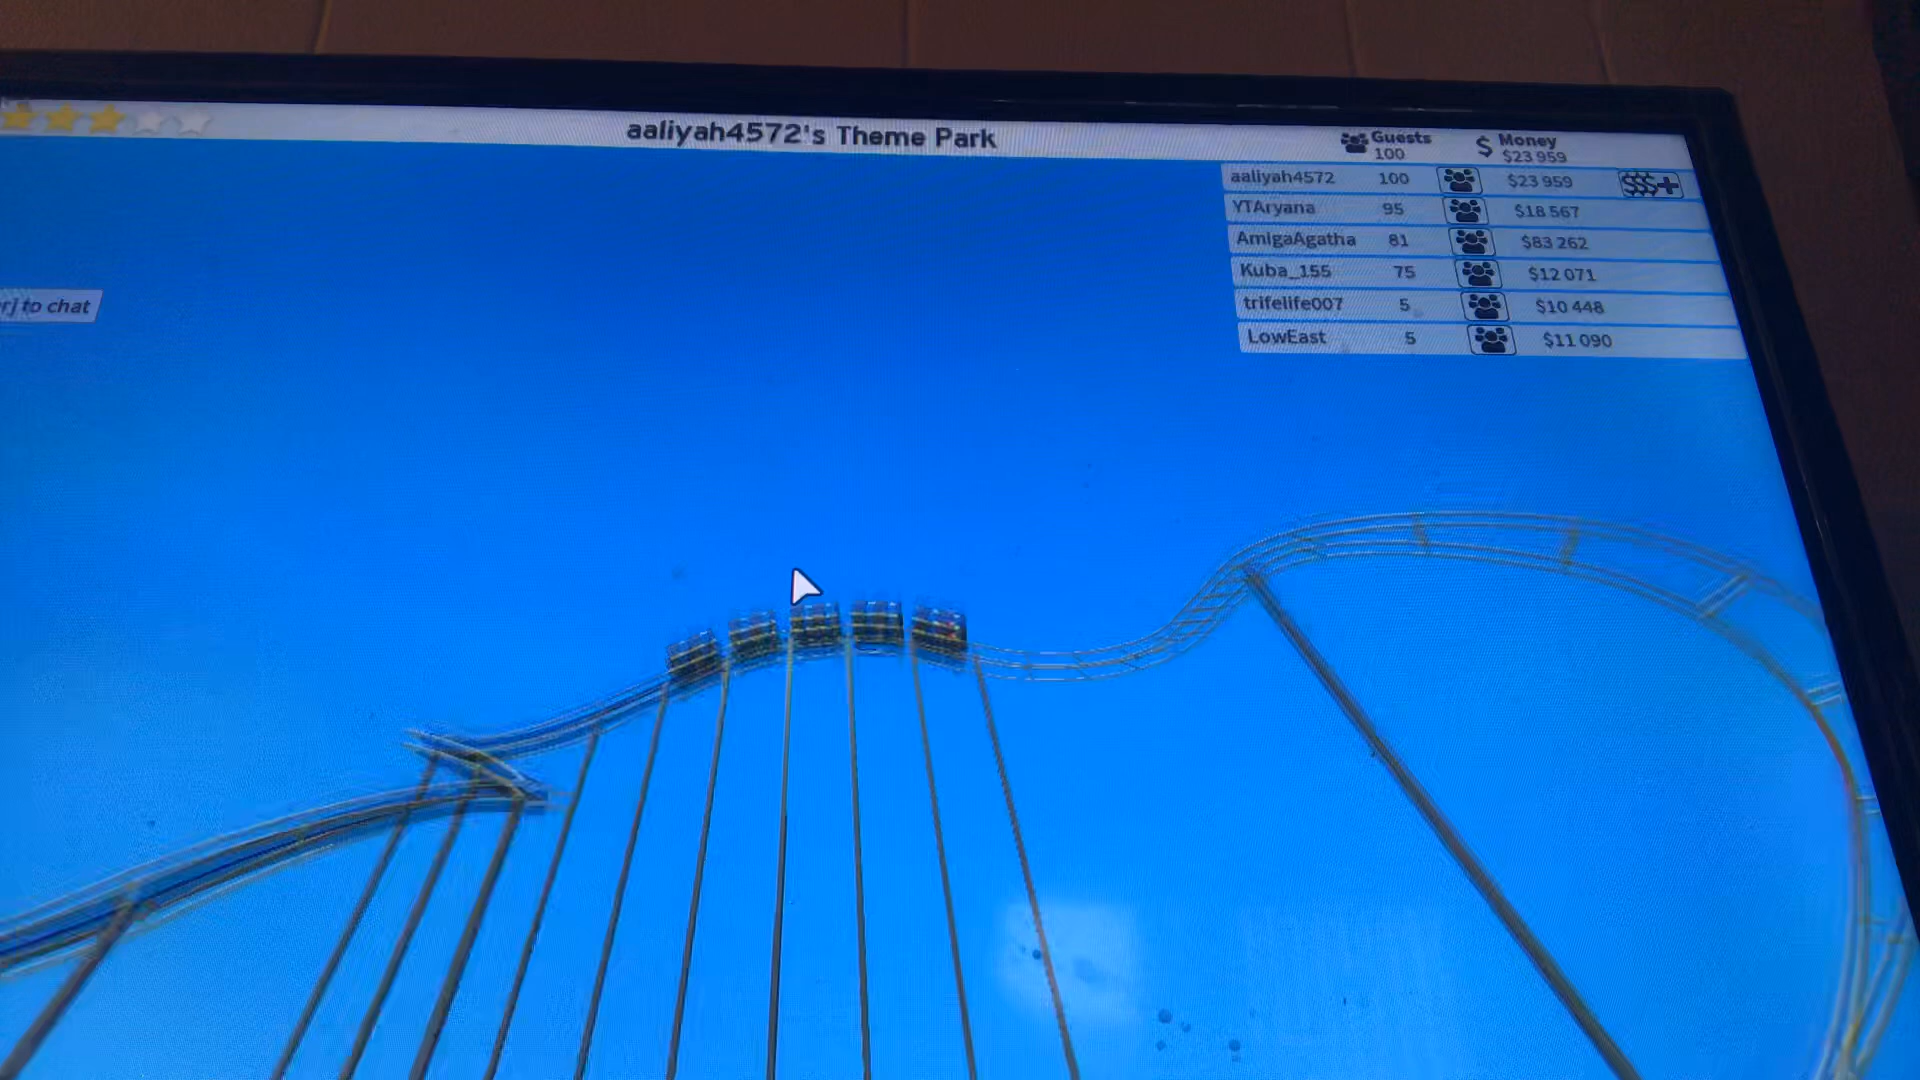 aaliyah4572's Theme Park
Guests
100
$ Money
$23 959
aaliyah4572 100 $23 959 $$$+
YTAryana 95 $18 567
AmigaAgatha 81 $83 262
Kuba_155 75 $12 071
trifelife007 5 $10 448
LowEast 5 $11 090
to chat